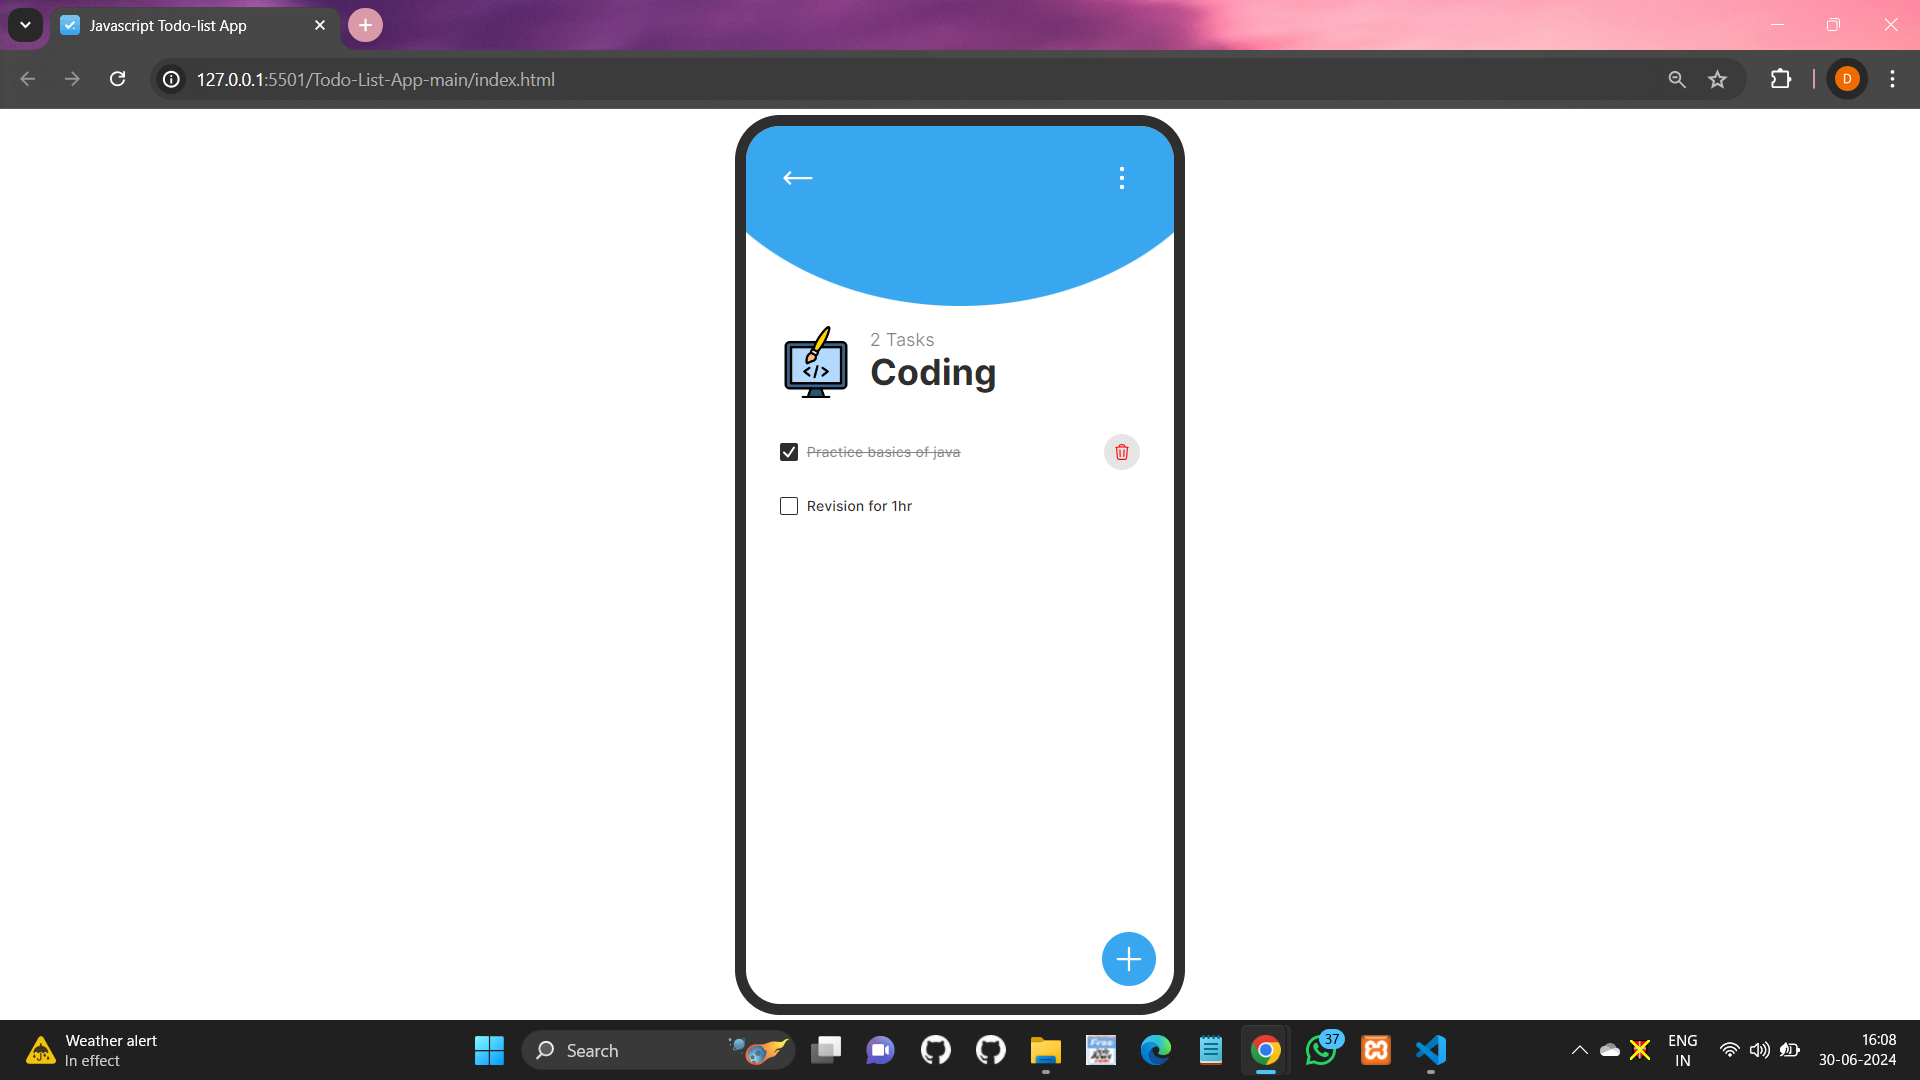 Javascript Todo-list App
127.0.0.1:5501/Todo-List-App-main/index.html
D
2 Tasks
Coding
</>
Practice basics of java
Revision for 1hr
Weather alert
In effect
Search
Free
37
ENG
IN
16:08
30-06-2024